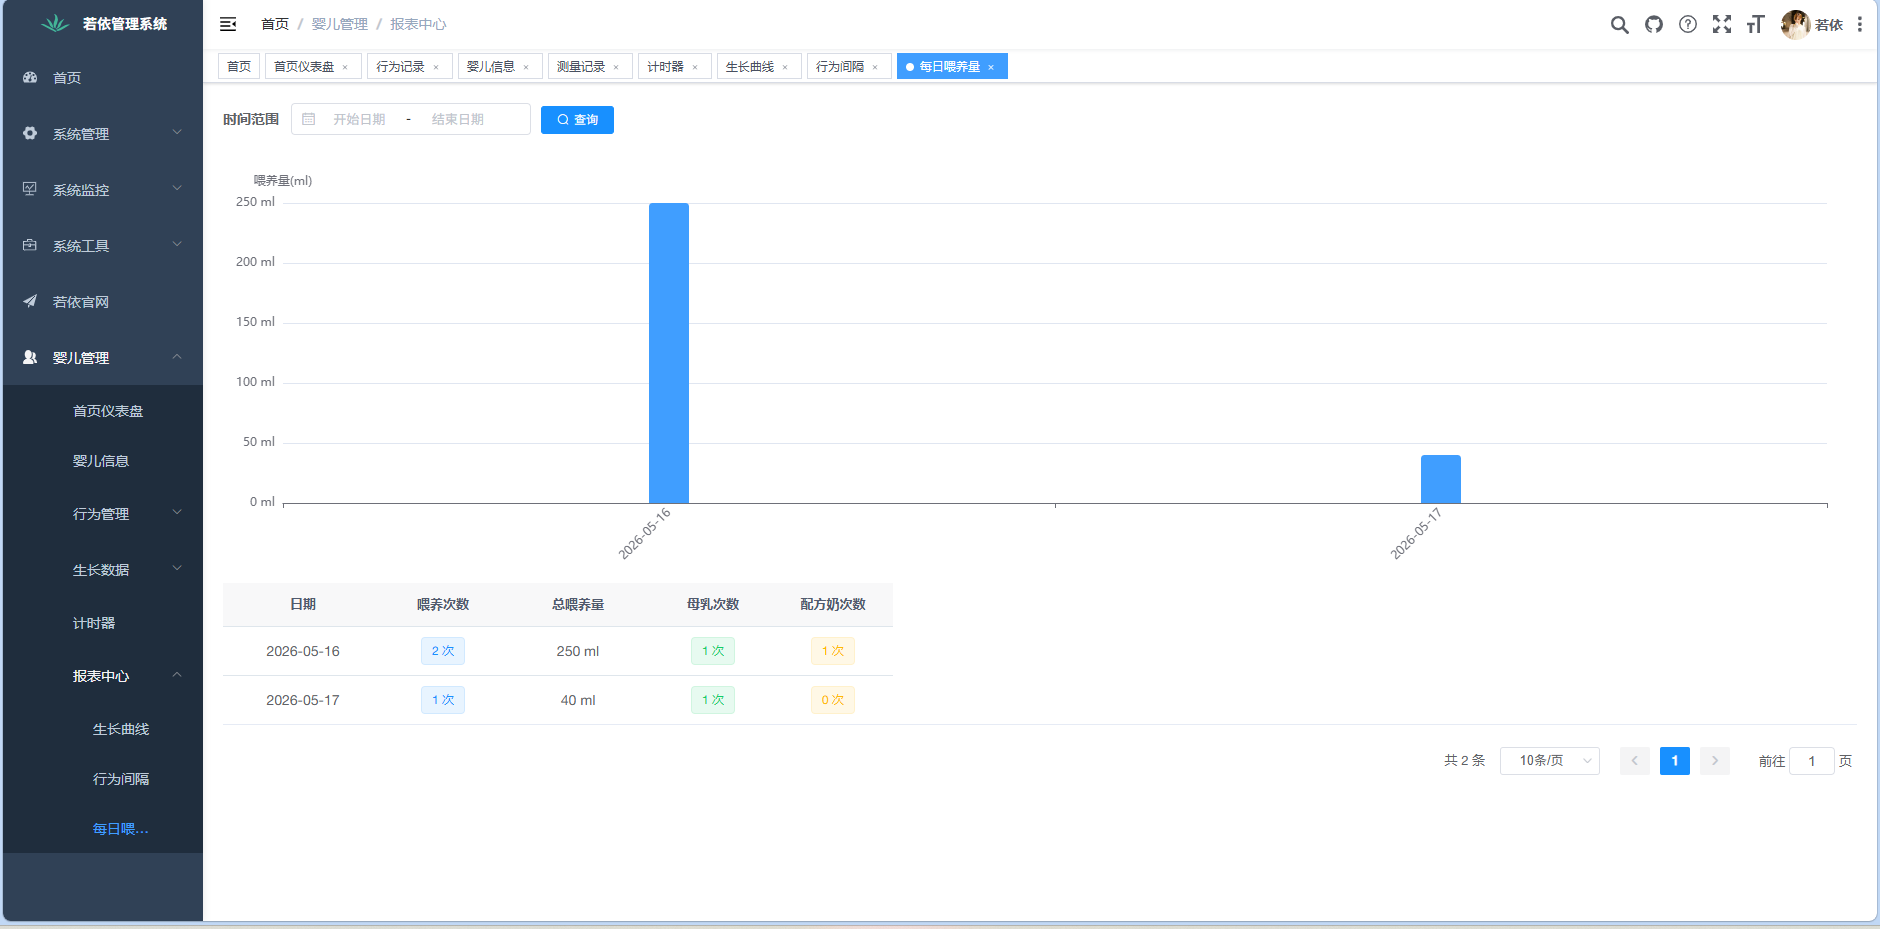 若依管理系统
首页
系统管理
系统监控
系统工具
若依官网
婴儿管理
首页仪表盘
婴儿信息
行为管理
生长数据
计时器
报表中心
生长曲线
行为间隔
每日喂...
首页 / 婴儿管理 / 报表中心
若依
首页 首页仪表盘 × 行为记录 × 婴儿信息 × 测量记录 × 计时器 × 生长曲线 × 行为间隔 × 每日喂养量 ×
时间范围 开始日期 - 结束日期 查询
喂养量(ml)
250 ml
200 ml
150 ml
100 ml
50 ml
0 ml
2026-05-16 2026-05-17
日期 喂养次数 总喂养量 母乳次数 配方奶次数
2026-05-16 2 次 250 ml 1 次 1 次
2026-05-17 1 次 40 ml 1 次 0 次
共 2 条 10条/页 1 前往 1 页